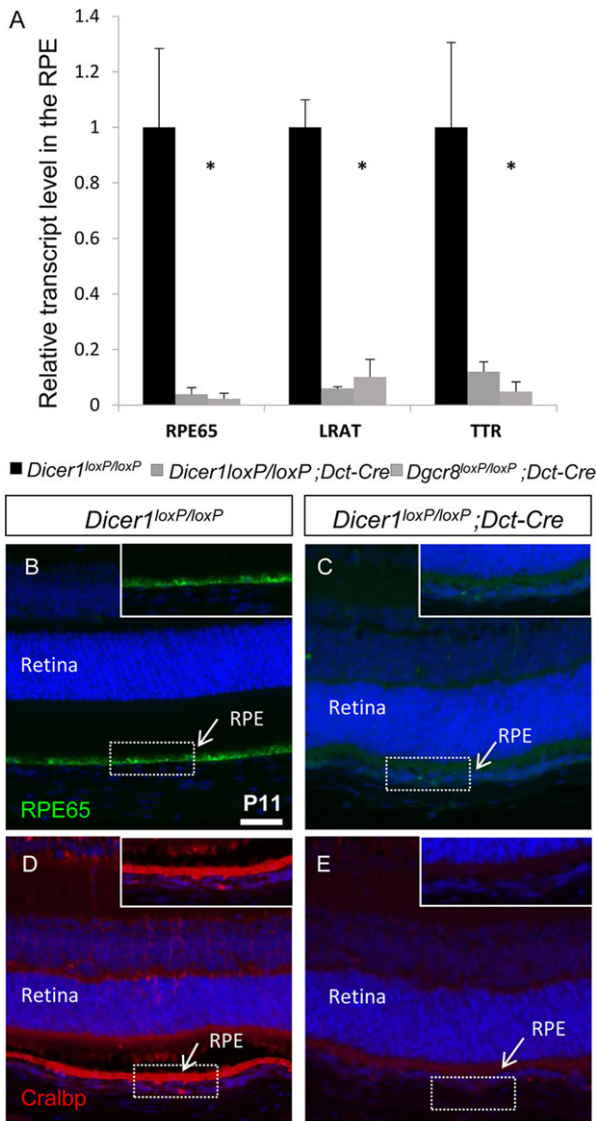 A
Relative transcript level in the RPE
1.4
1.2
1
0.8
0.6
0.4
0.2
0
*
*
*
RPE65 LRAT TTR
Dicer1loxP/loxP Dicer1loxP/loxP ;Dct-Cre Dgcr8loxP/loxP ;Dct-Cre
Dicer1loxP/loxP
Dicer1loxP/loxP ;Dct-Cre
B
Retina
RPE
RPE65
P11
C
Retina
RPE
D
Retina
RPE
Cralbp
E
Retina
RPE